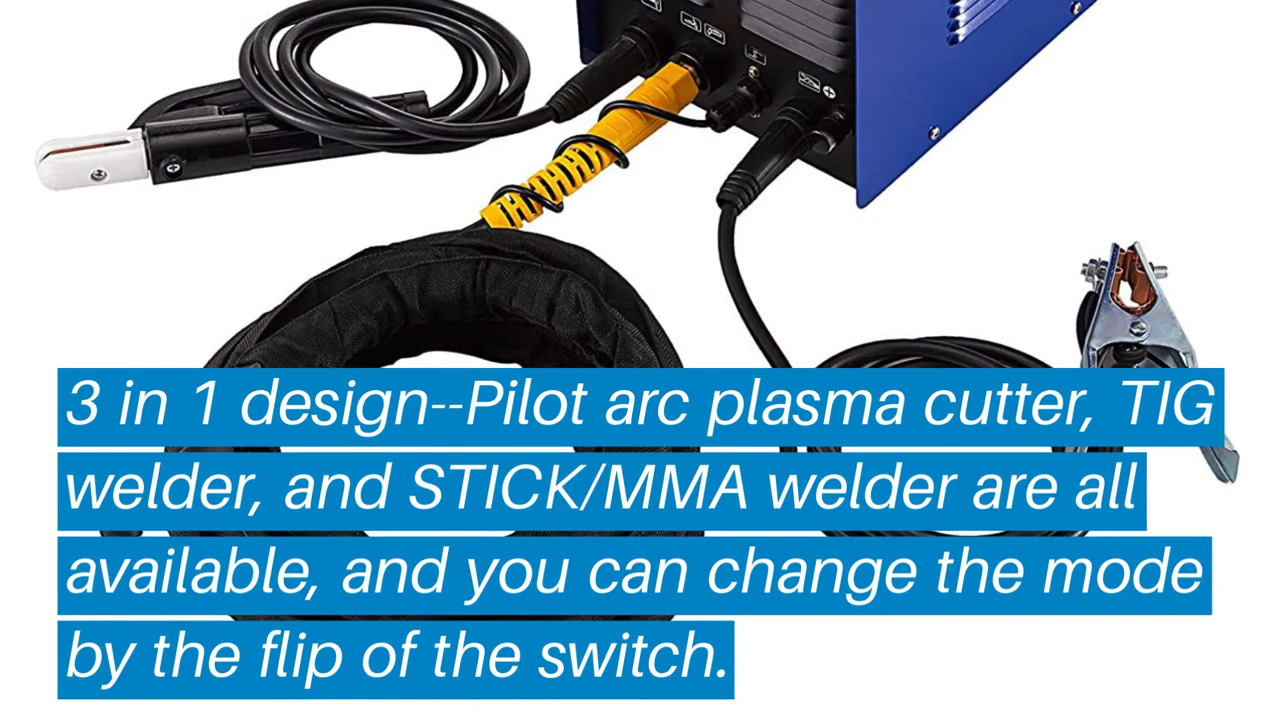 3 in 1 design--Pilot arc plasma cutter, TIG
welder, and STICK/MMA welder are all
available, and you can change the mode
by the flip of the switch.